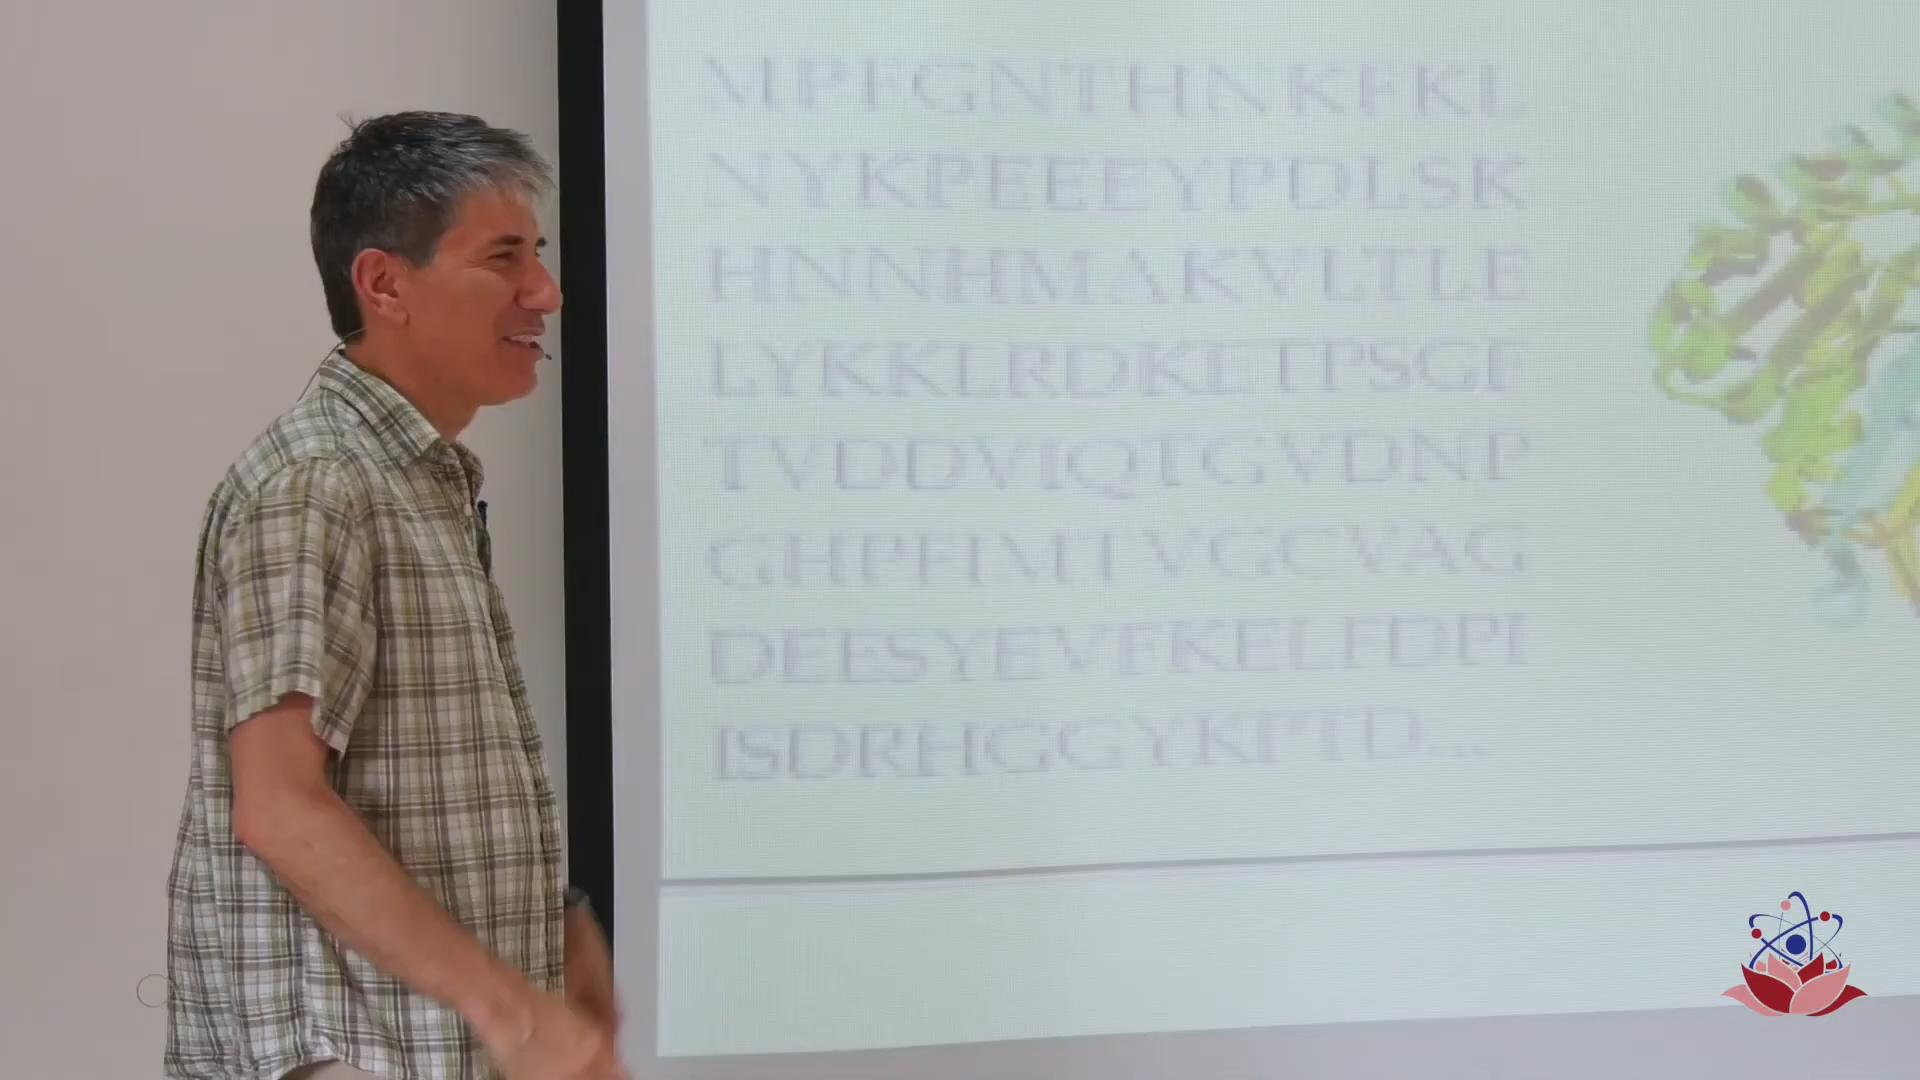 MPFGNTHNKFKL
NYKPEEEYPDLSK
HNNHMAKVLTLE
LYKKLRDKETPSGF
TVDDVIQTGVDNP
GHPFIMTVGCVAG
DEESYEVFKELFDPI
ISDRHGGYKPTD...